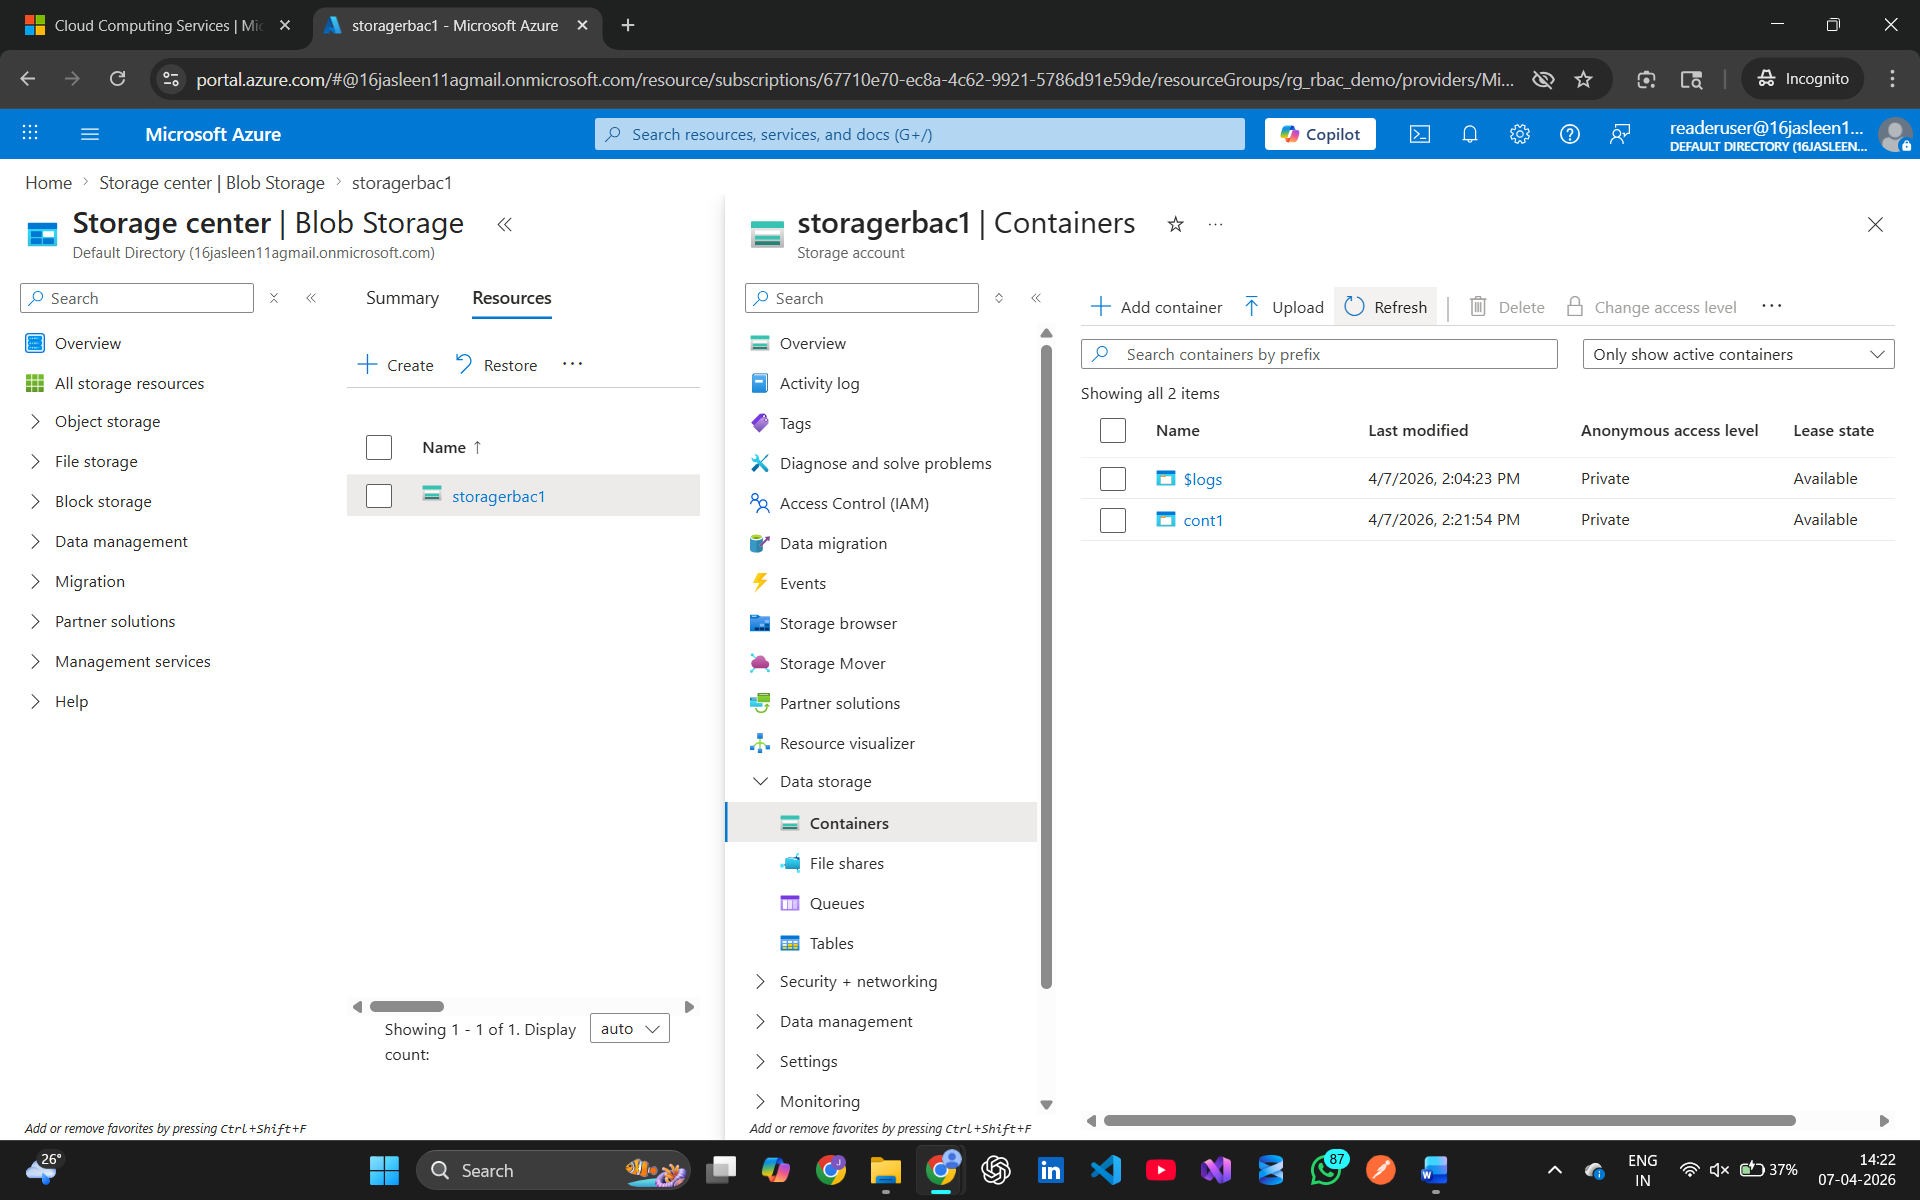 Cloud Computing Services | Mic
storagerbac1 - Microsoft Azure
portal.azure.com/#@16jasleen11agmail.onmicrosoft.com/resource/subscriptions/67710e70-ec8a-4c62-9921-5786d91e59de/resourceGroups/rg_rbac_demo/providers/Mi...
Incognito
Microsoft Azure
Search resources, services, and docs (G+/)
Copilot
readeruser@16jasleen1...
DEFAULT DIRECTORY (16JASLEEN...
Home > Storage center | Blob Storage > storagerbac1
Storage center | Blob Storage
Default Directory (16jasleen11agmail.onmicrosoft.com)
Search
Overview
All storage resources
Object storage
File storage
Block storage
Data management
Migration
Partner solutions
Management services
Help
Add or remove favorites by pressing Ctrl+Shift+F
Summary
Resources
Create
Restore
...
Name ↑
storagerbac1
Showing 1 - 1 of 1. Display
count:
auto
storagerbac1 | Containers
...
Storage account
Search
Overview
Activity log
Tags
Diagnose and solve problems
Access Control (IAM)
Data migration
Events
Storage browser
Storage Mover
Partner solutions
Resource visualizer
Data storage
Containers
File shares
Queues
Tables
Security + networking
Data management
Settings
Monitoring
Add or remove favorites by pressing Ctrl+Shift+F
Add container
Upload
Refresh
Delete
Change access level
...
Search containers by prefix
Only show active containers
Showing all 2 items
Name Last modified Anonymous access level Lease state
$logs 4/7/2026, 2:04:23 PM Private Available
cont1 4/7/2026, 2:21:54 PM Private Available
26°
Search
87
ENG
IN
37%
14:22
07-04-2026